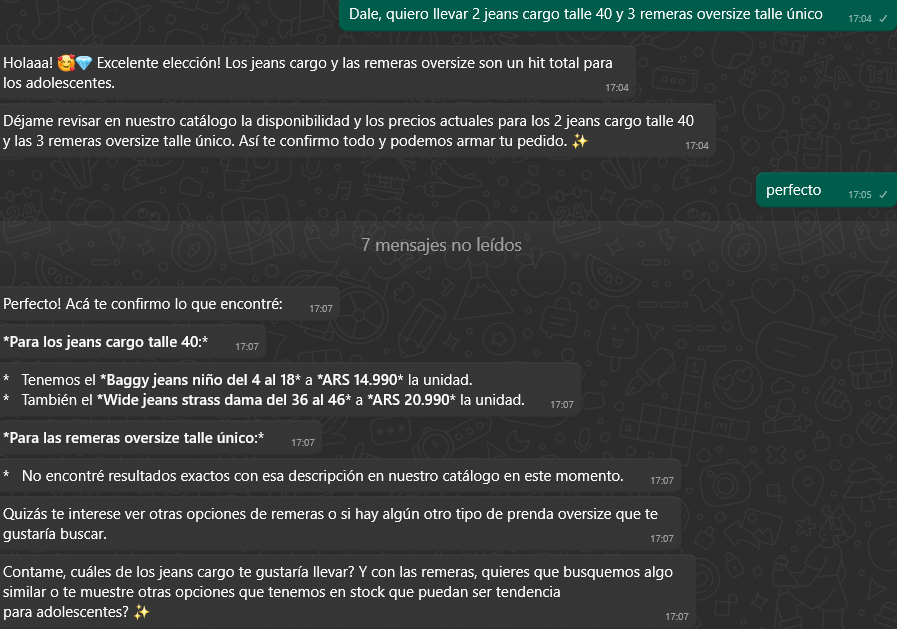 Dale, quiero llevar 2 jeans cargo talle 40 y 3 remeras oversize talle único
17:04
Holaaa! 🥰💎 Excelente elección! Los jeans cargo y las remeras oversize son un hit total para
los adolescentes.
17:04
Déjame revisar en nuestro catálogo la disponibilidad y los precios actuales para los 2 jeans cargo talle 40
y las 3 remeras oversize talle único. Así te confirmo todo y podemos armar tu pedido. ✨
17:04
perfecto
17:05
7 mensajes no leídos
Perfecto! Acá te confirmo lo que encontré:
17:07
*Para los jeans cargo talle 40:*
17:07
* Tenemos el *Baggy jeans niño del 4 al 18* a *ARS 14.990* la unidad.
* También el *Wide jeans strass dama del 36 al 46* a *ARS 20.990* la unidad.
17:07
*Para las remeras oversize talle único:*
17:07
* No encontré resultados exactos con esa descripción en nuestro catálogo en este momento.
17:07
Quizás te interese ver otras opciones de remeras o si hay algún otro tipo de prenda oversize que te
gustaría buscar.
17:07
Contame, cuáles de los jeans cargo te gustaría llevar? Y con las remeras, quieres que busquemos algo
similar o te muestre otras opciones que tenemos en stock que puedan ser tendencia
para adolescentes? ✨
17:07